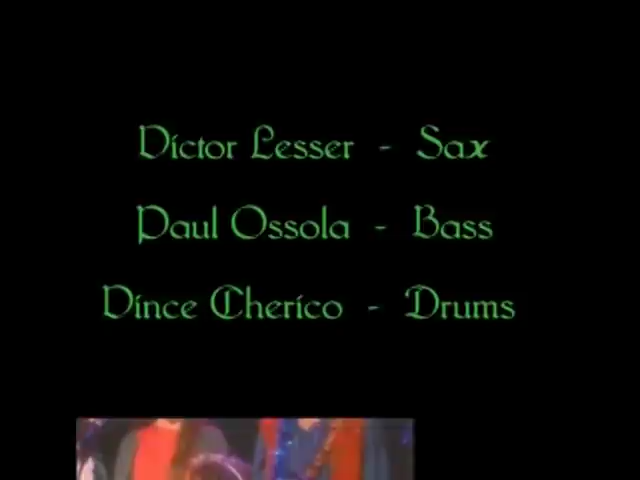 Victor Lesser - Sax
Paul Ossola - Bass
Vince Cherico - Drums